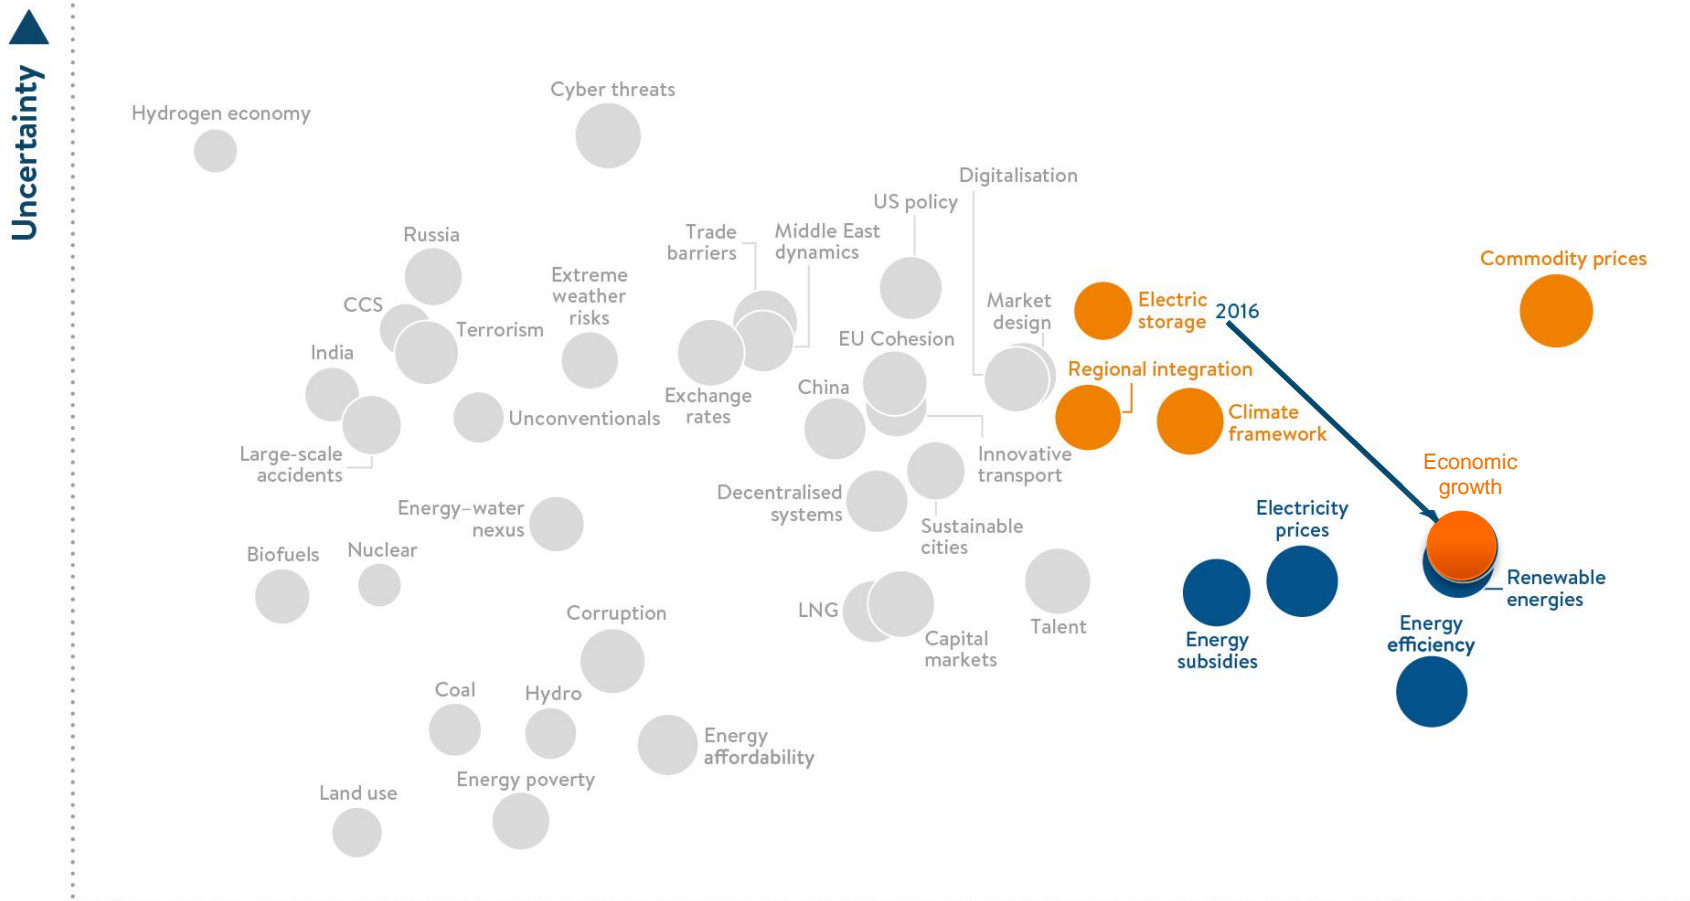 Uncertainty
Hydrogen economy
Cyber threats
Digitalisation
US policy
Russia
Trade
barriers
Middle East
dynamics
Extreme
weather
risks
CCS
Terrorism
India
Market
design
Electric
storage
2016
Commodity prices
EU Cohesion
Regional integration
China
Exchange
rates
Unconventionals
Climate
framework
Large-scale
accidents
Innovative
transport
Economic
growth
Decentralised
systems
Energy–water
nexus
Sustainable
cities
Electricity
prices
Biofuels
Nuclear
Renewable
energies
LNG
Corruption
Talent
Capital
markets
Energy
subsidies
Energy
efficiency
Coal
Hydro
Energy
affordability
Energy poverty
Land use